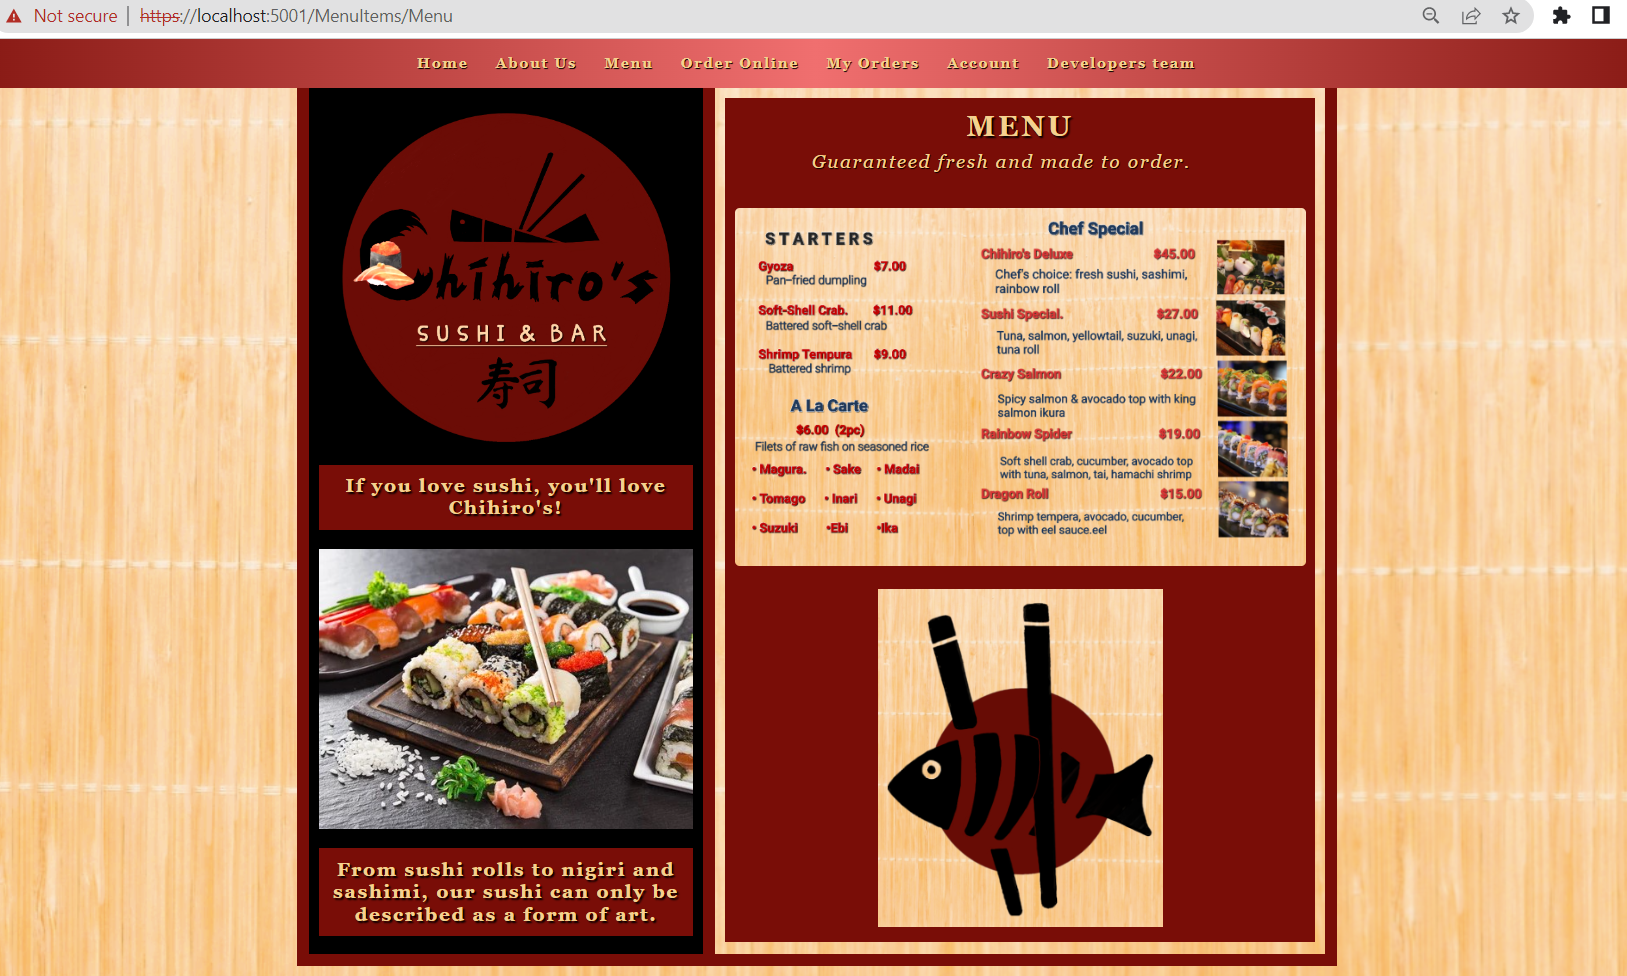 Not secure | https://localhost:5001/MenuItems/Menu
Home About Us Menu Order Online My Orders Account Developers team
Chihiro's
SUSHI & BAR
寿司
If you love sushi, you'll love
Chihiro's!
From sushi rolls to nigiri and
sashimi, our sushi can only be
described as a form of art.
MENU
Guaranteed fresh and made to order.
STARTERS
Gyoza $7.00
Pan-fried dumpling
Soft-Shell Crab. $11.00
Battered soft-shell crab
Shrimp Tempura $9.00
Battered shrimp
A La Carte
$6.00 (2pc)
Filets of raw fish on seasoned rice
• Magura. • Sake • Madai
• Tomago • Inari • Unagi
• Suzuki •Ebi •Ika
Chef Special
Chihiro's Deluxe $45.00
Chef's choice: fresh sushi, sashimi,
rainbow roll
Sushi Special. $27.00
Tuna, salmon, yellowtail, suzuki, unagi,
tuna roll
Crazy Salmon $22.00
Spicy salmon & avocado top with king
salmon ikura
Rainbow Spider $19.00
Soft shell crab, cucumber, avocado top
with tuna, salmon, tai, hamachi shrimp
Dragon Roll $15.00
Shrimp tempera, avocado, cucumber,
top with eel sauce.eel